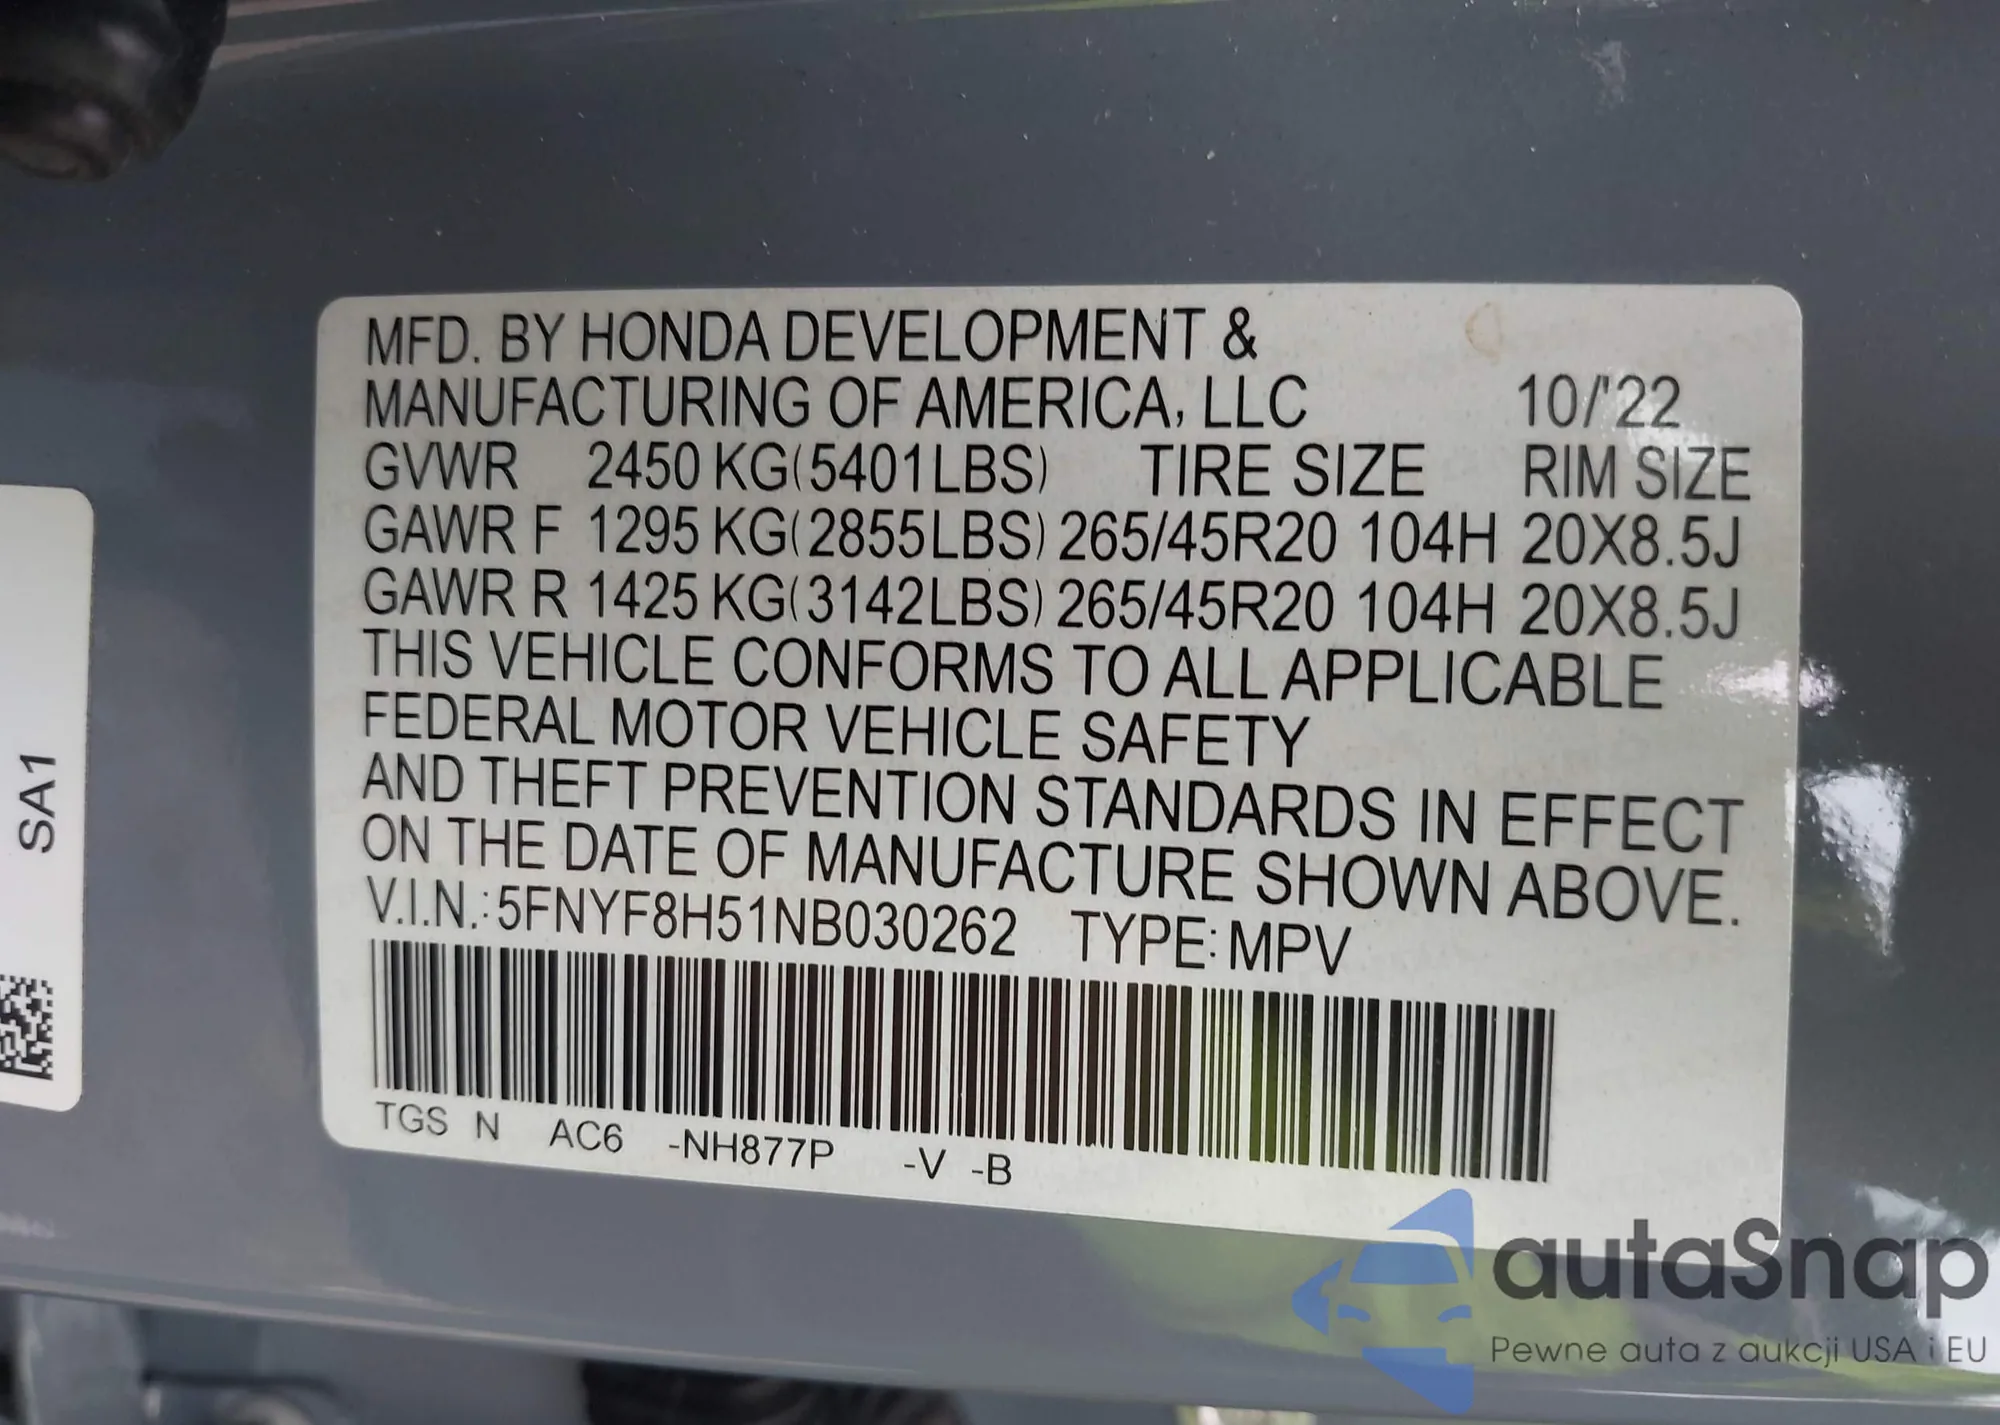 MFD. BY HONDA DEVELOPMENT &
MANUFACTURING OF AMERICA, LLC 10/'22
GVWR 2450 KG(5401LBS) TIRE SIZE RIM SIZE
GAWR F 1295 KG(2855LBS) 265/45R20 104H 20X8.5J
GAWR R 1425 KG(3142LBS) 265/45R20 104H 20X8.5J
THIS VEHICLE CONFORMS TO ALL APPLICABLE
FEDERAL MOTOR VEHICLE SAFETY
AND THEFT PREVENTION STANDARDS IN EFFECT
ON THE DATE OF MANUFACTURE SHOWN ABOVE.
V.I.N.:5FNYF8H51NB030262 TYPE:MPV
TGS N AC6 -NH877P -V -B
SA1
autaSnap
Pewne auta z aukcji USA i EU